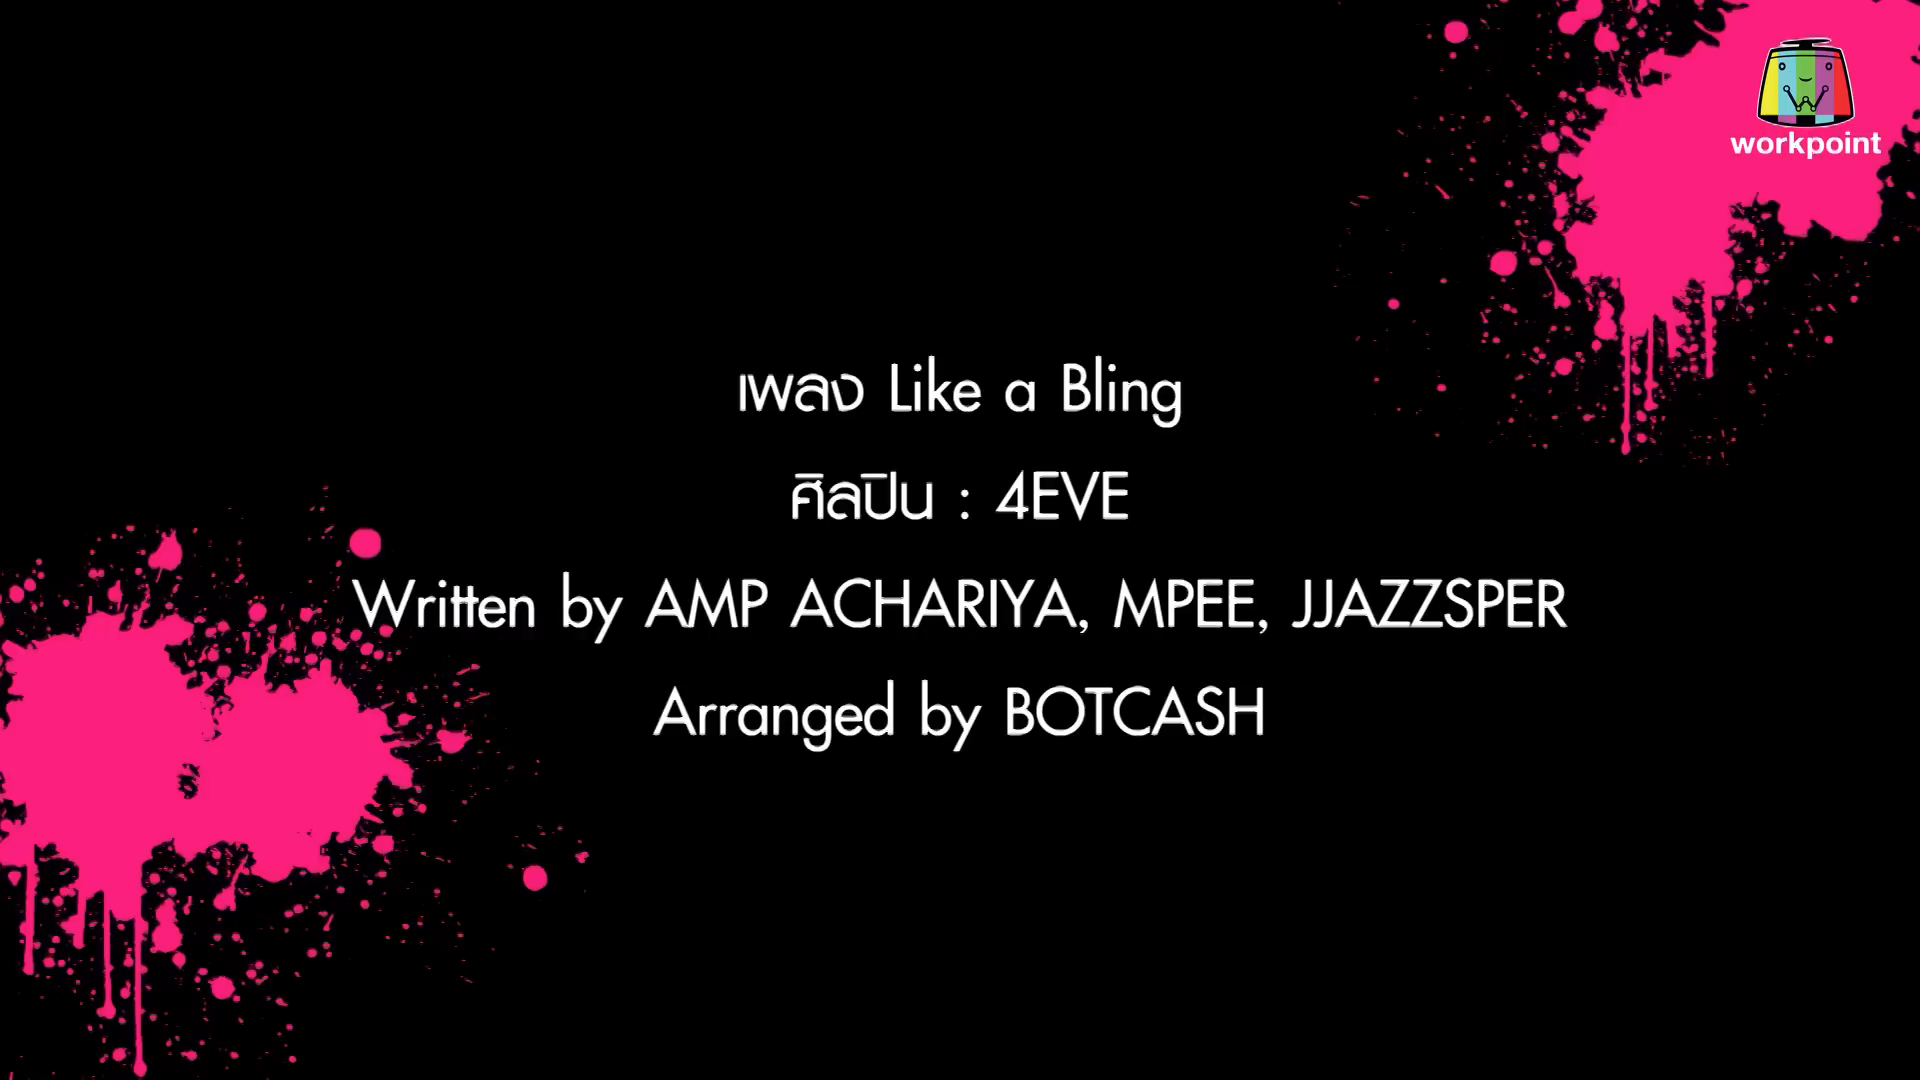 workpoint
เพลง Like a Bling
ศิลปิน : 4EVE
Written by AMP ACHARIYA, MPEE, JJAZZSPER
Arranged by BOTCASH